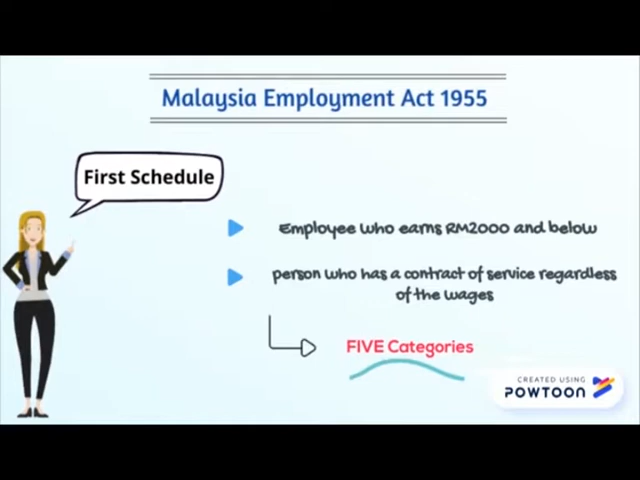 Malaysia Employment Act 1955
First Schedule
Employee who earns RM2000 and below
person who has a contract of service regardless
of the wages
FIVE Categories
CREATED USING
POWTOON